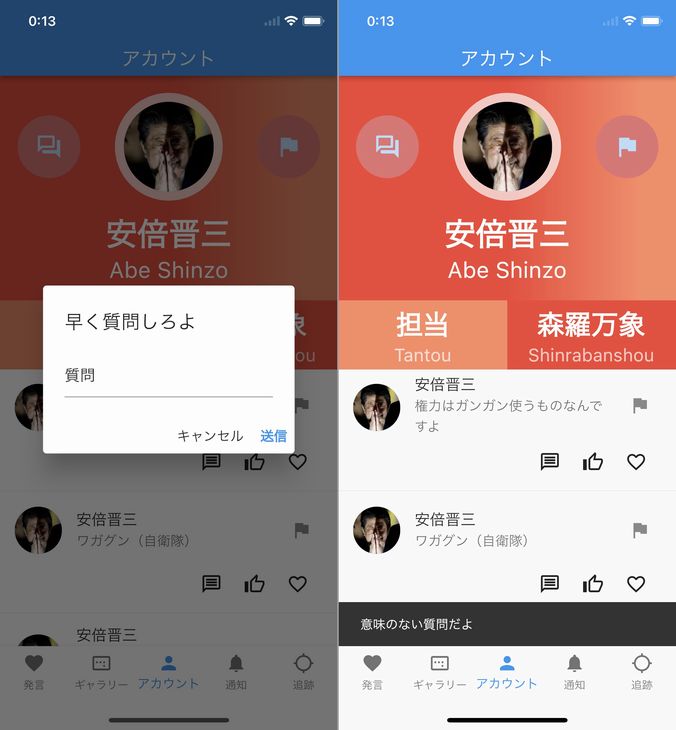 0:13
アカウント
安倍晋三
Abe Shinzo
象
ou
早く質問しろよ
質問
キャンセル
送信
安倍晋三
ワガグン（自衛隊）
安倍晋三
発言
ギャラリー
アカウント
通知
追跡
0:13
アカウント
安倍晋三
Abe Shinzo
担当
Tantou
森羅万象
Shinrabanshou
安倍晋三
権力はガンガン使うものなんで
すよ
安倍晋三
ワガグン（自衛隊）
意味のない質問だよ
発言
ギャラリー
アカウント
通知
追跡